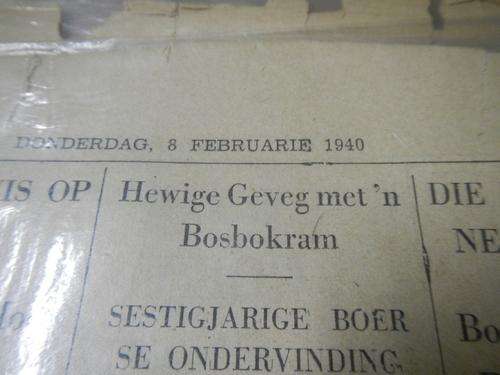 DONDERDAG, 8 FEBRUARIE 1940
IS OP
Hewige Geveg met 'n
Bosbokram
SESTIGJARIGE BOER
SE ONDERVINDING
DIE
NE
Bo